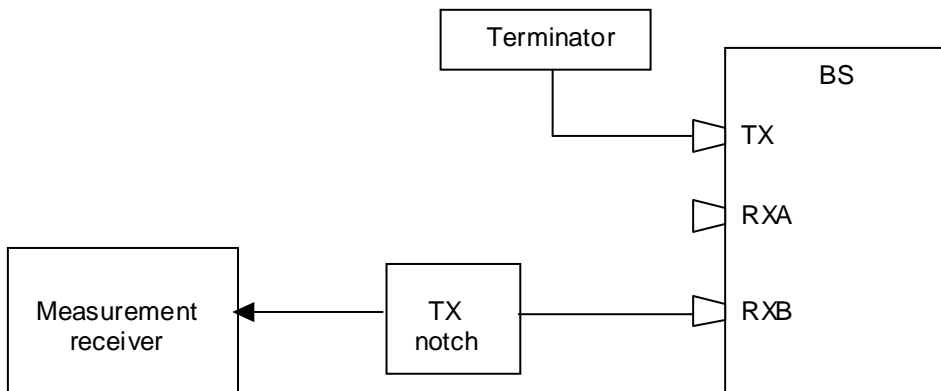 Terminator
BS
TX
RXA
Measurement
receiver
TX
notch
RXB